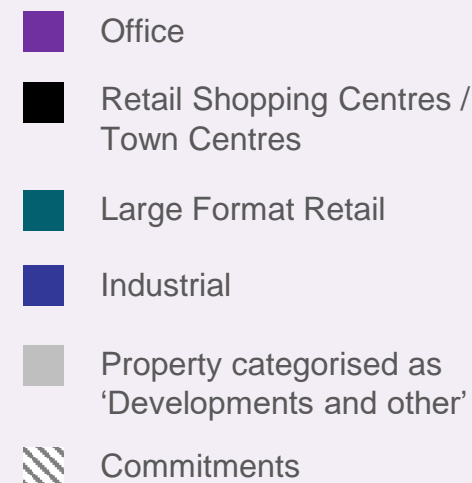 Office
Retail Shopping Centres /
Town Centres
Large Format Retail
Industrial
Property categorised as
‘Developments and other’
Commitments